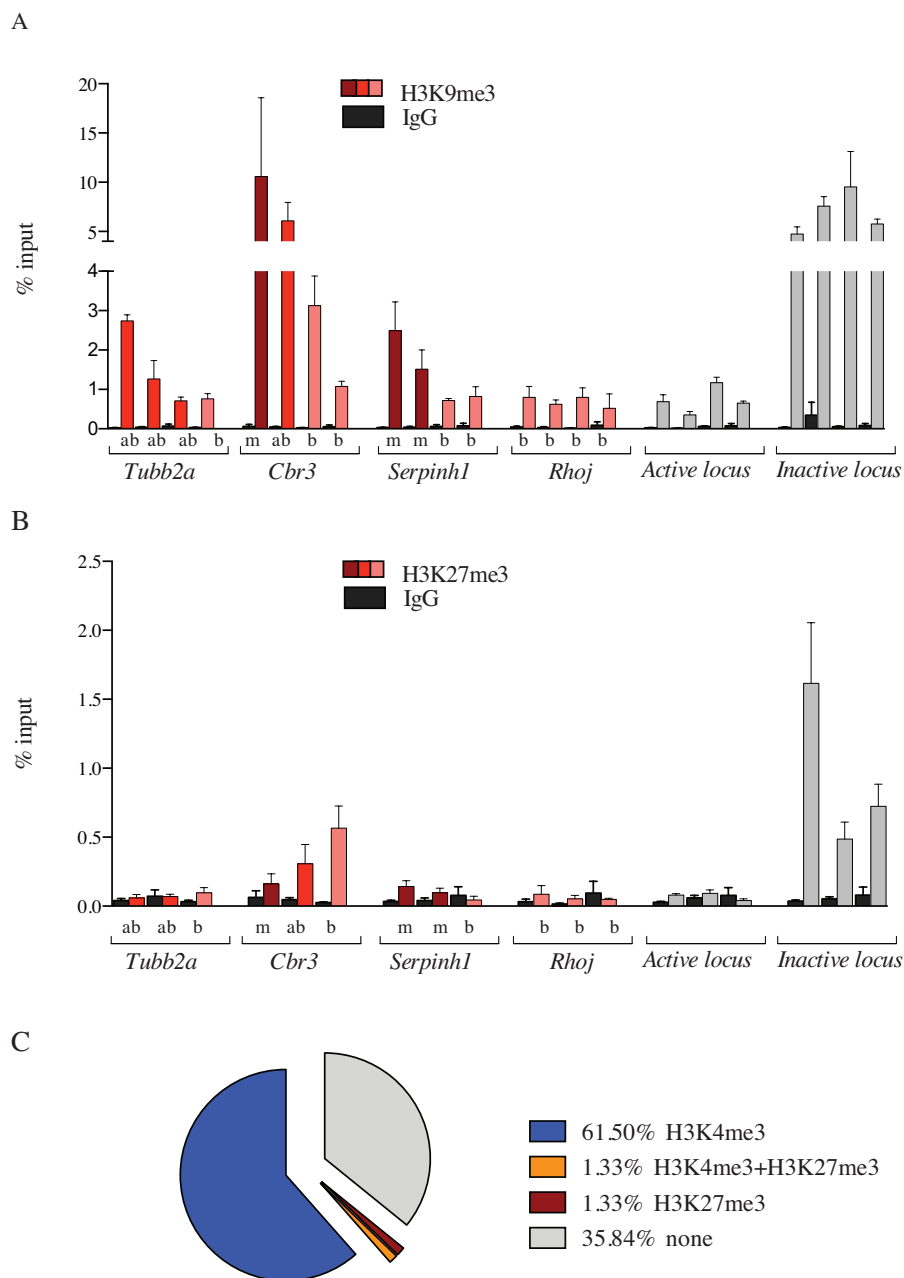 A
20
15
10
5
4
3
2
1
0
% input
H3K9me3
IgG
ab ab ab b m ab b b m m b b b b b b
Tubb2a Cbr3 Serpinh1 Rhoj Active locus Inactive locus
B
2.5
2.0
1.5
1.0
0.5
0.0
% input
H3K27me3
IgG
ab ab b m ab b m m b b b b
Tubb2a Cbr3 Serpinh1 Rhoj Active locus Inactive locus
C
61.50% H3K4me3
1.33% H3K4me3+H3K27me3
1.33% H3K27me3
35.84% none